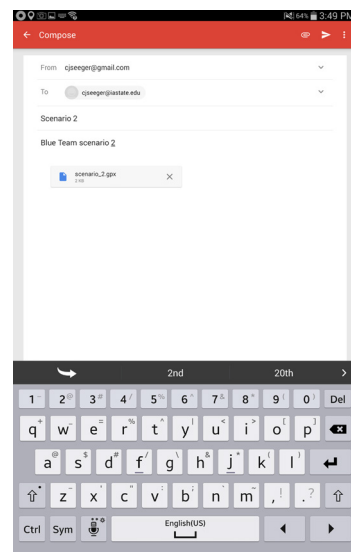 64% 3:49 PM
Compose
From cjseeger@gmail.com
To cjseeger@iastate.edu
Scenario 2
Blue Team scenario 2
scenario_2.gpx
2 KB
2nd 20th
1 2@ 3# 4/ 5% 6^ 7& 8* 9( 0) Del
q+ w e= r% t^ y u< i> o[ p]
a@ s$ d# f/ g\ h& j* k( l)
z x' c" v b n m ,! .?
Ctrl Sym English(US)